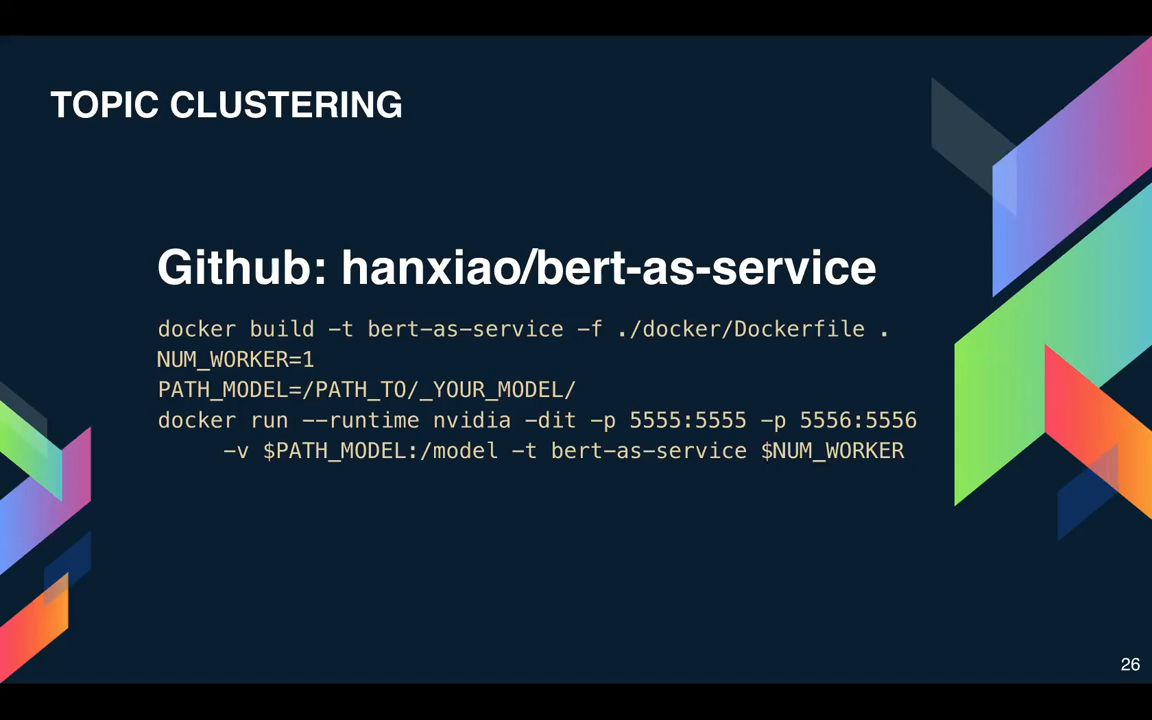 TOPIC CLUSTERING
Github: hanxiao/bert-as-service
docker build -t bert-as-service -f ./docker/Dockerfile .
NUM_WORKER=1
PATH_MODEL=/PATH_TO/_YOUR_MODEL/
docker run --runtime nvidia -dit -p 5555:5555 -p 5556:5556
-v $PATH_MODEL:/model -t bert-as-service $NUM_WORKER
26